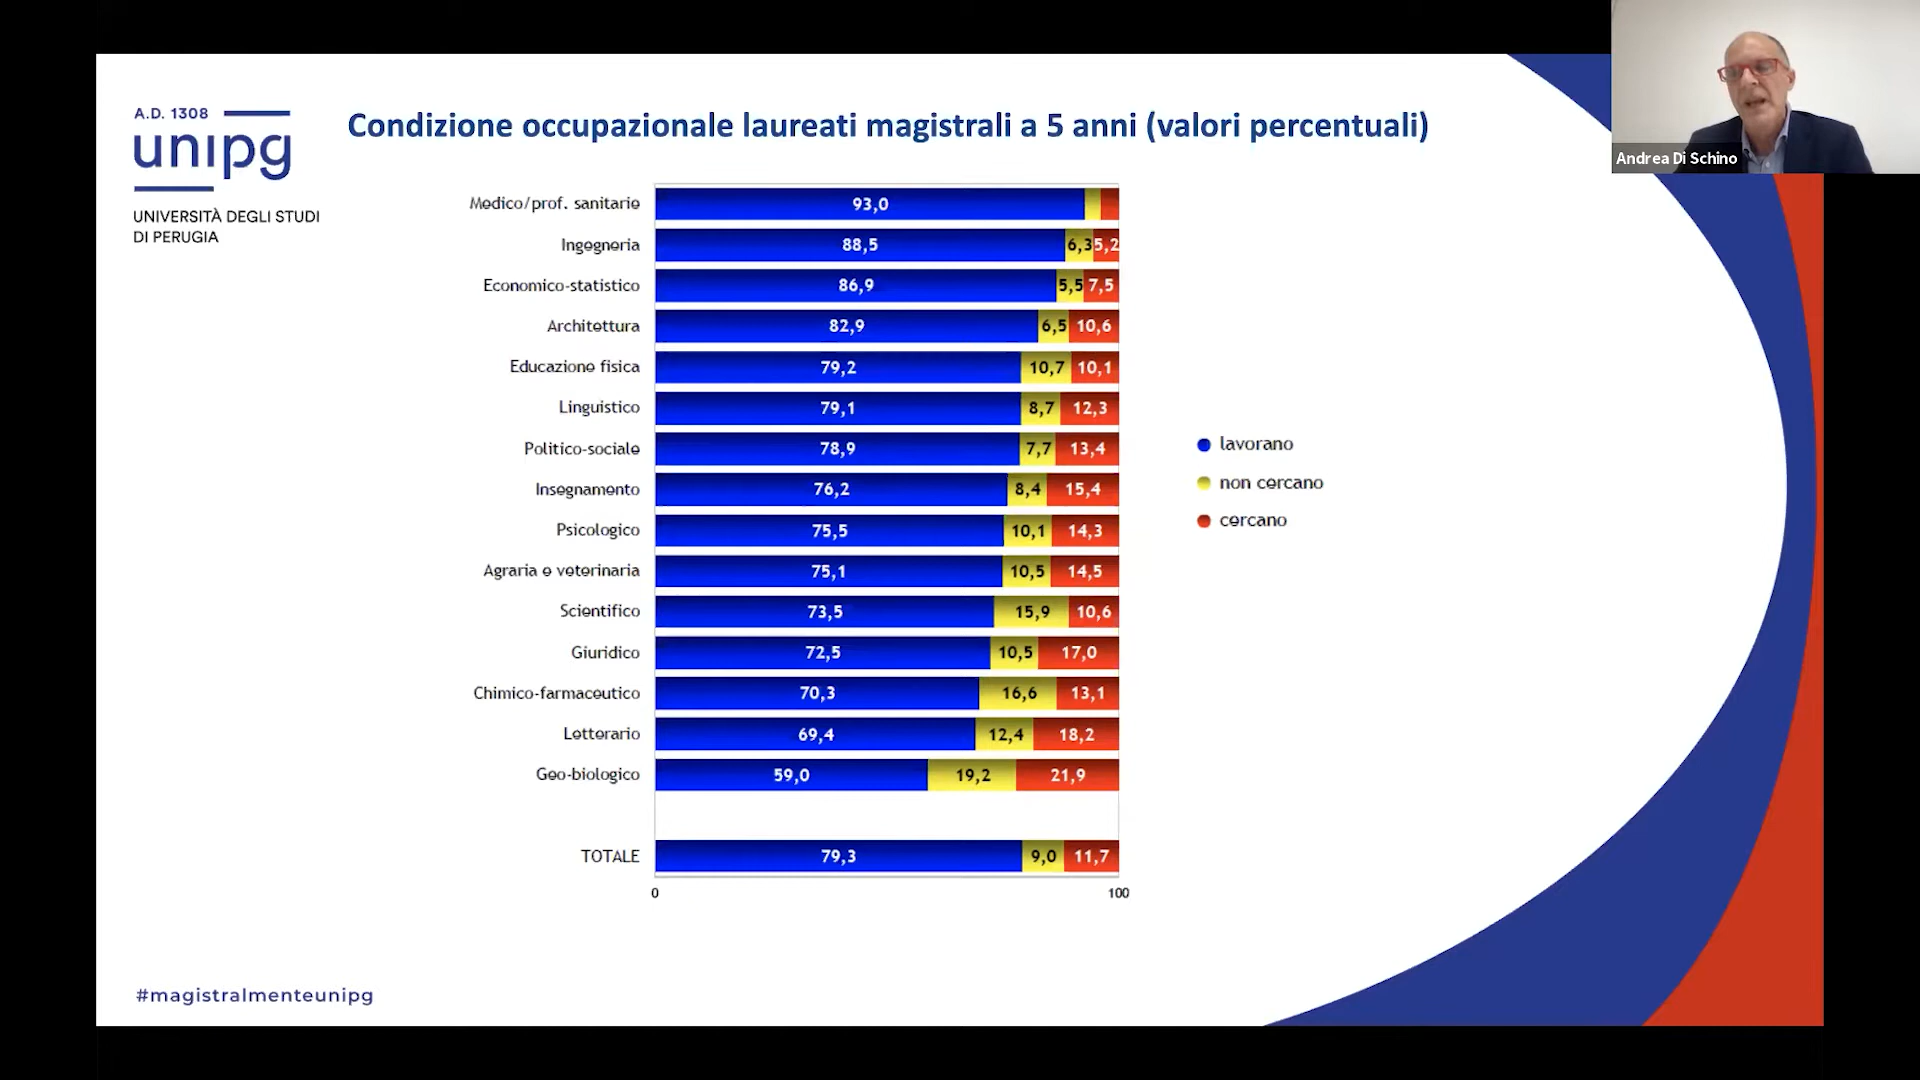 A.D. 1308
unipg
UNIVERSITÀ DEGLI STUDI
DI PERUGIA
Condizione occupazionale laureati magistrali a 5 anni (valori percentuali)
Andrea Di Schino
Medico/prof. sanitarie 93,0
Ingegneria 88,5 6,3 5,2
Economico-statistico 86,9 5,5 7,5
Architettura 82,9 6,5 10,6
Educazione fisica 79,2 10,7 10,1
Linguistico 79,1 8,7 12,3
Politico-sociale 78,9 7,7 13,4
Insegnamento 76,2 8,4 15,4
Psicologico 75,5 10,1 14,3
Agraria e veterinaria 75,1 10,5 14,5
Scientifico 73,5 15,9 10,6
Giuridico 72,5 10,5 17,0
Chimico-farmaceutico 70,3 16,6 13,1
Letterario 69,4 12,4 18,2
Geo-biologico 59,0 19,2 21,9
TOTALE 79,3 9,0 11,7
0 100
lavorano
non cercano
cercano
#magistralmenteunipg